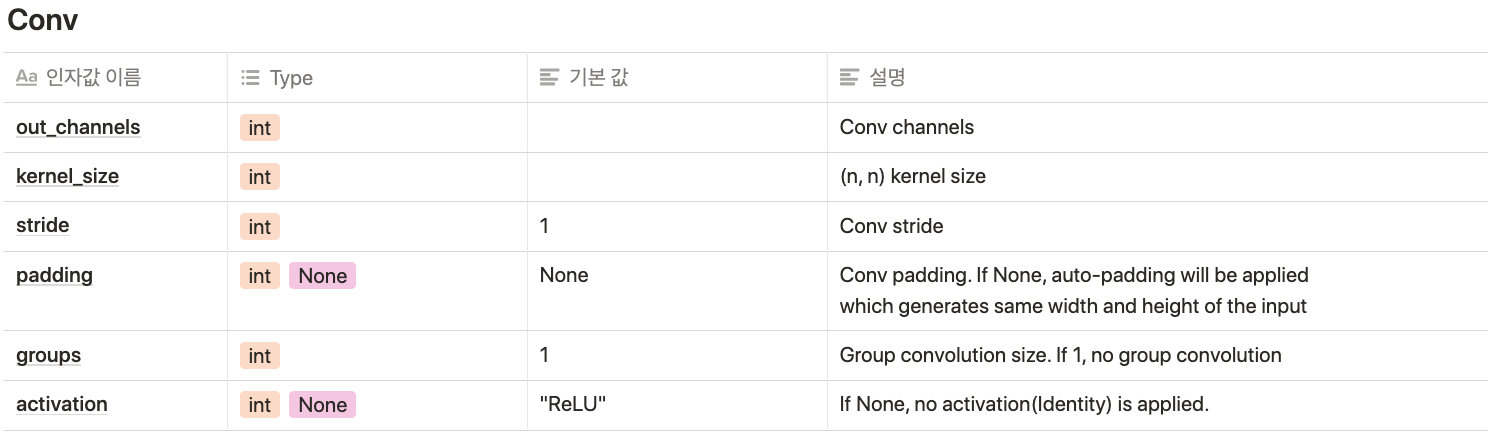 Conv
Aa 인자값 이름 Type 기본 값 설명
out_channels int Conv channels
kernel_size int (n, n) kernel size
stride int 1 Conv stride
padding int None None Conv padding. If None, auto-padding will be applied
which generates same width and height of the input
groups int 1 Group convolution size. If 1, no group convolution
activation int None "ReLU" If None, no activation(Identity) is applied.